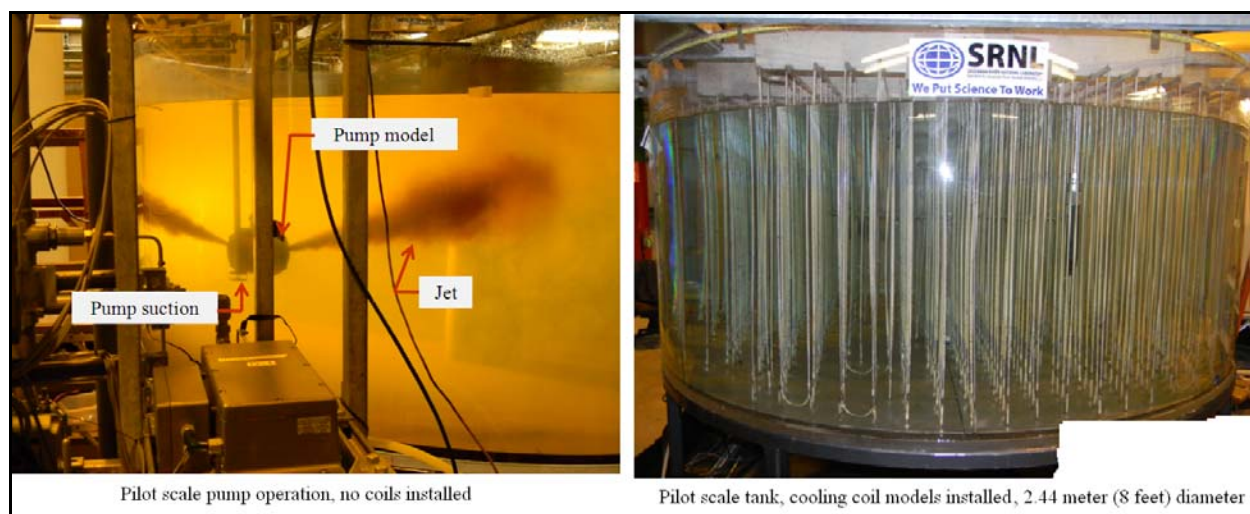 Pump model
Pump suction
Jet
Pilot scale pump operation, no coils installed
SRNL
We Put Science To Work
Pilot scale tank, cooling coil models installed, 2.44 meter (8 feet) diameter